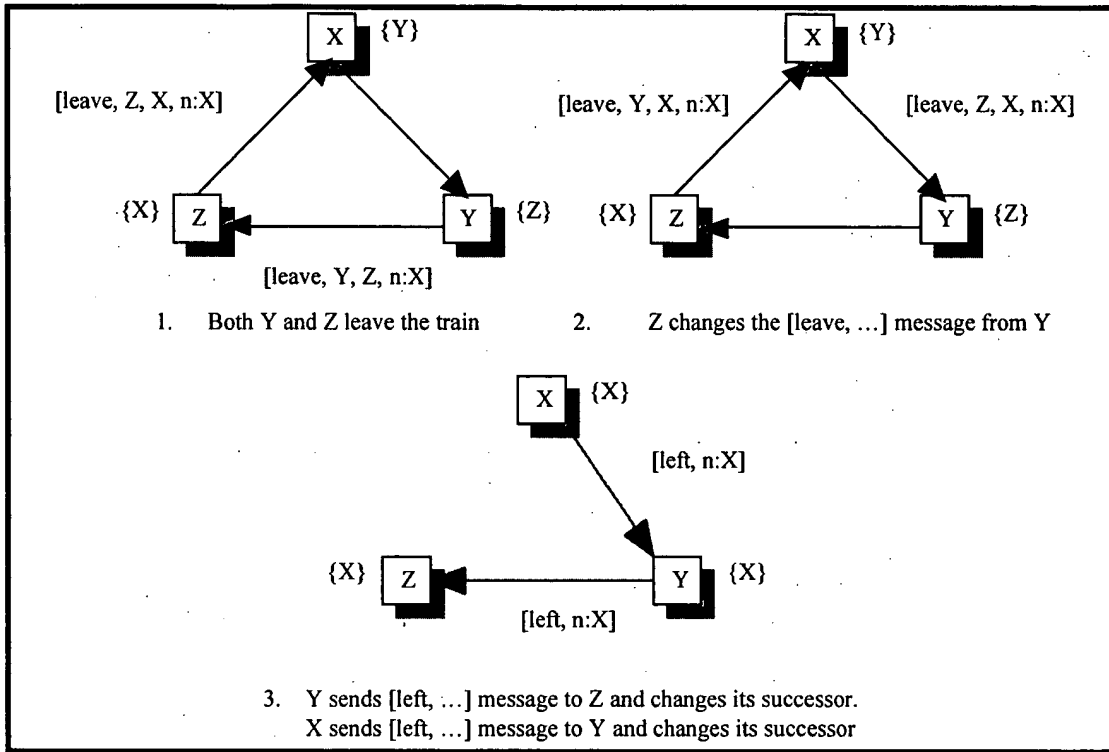 X {Y}
[leave, Z, X, n:X]
{X} Z
Y {Z}
[leave, Y, Z, n:X]
1. Both Y and Z leave the train
X {Y}
[leave, Y, X, n:X]
[leave, Z, X, n:X]
{X} Z
Y {Z}
2. Z changes the [leave, ...] message from Y
X {X}
[left, n:X]
{X} Z
Y {X}
[left, n:X]
3. Y sends [left, ...] message to Z and changes its successor.
X sends [left, ...] message to Y and changes its successor